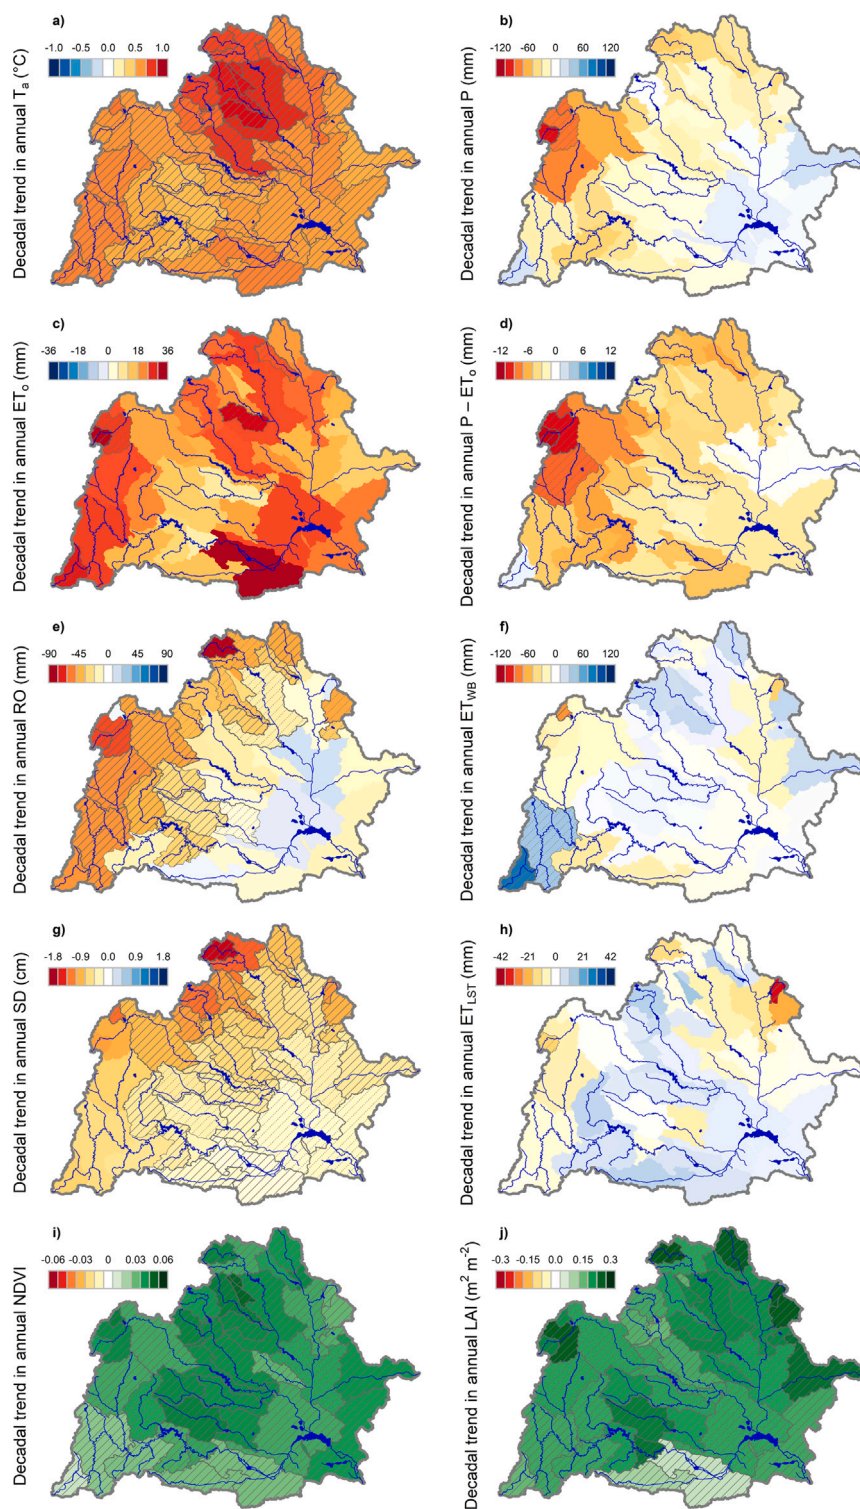 a)
-1.0 -0.5 0.0 0.5 1.0
Decadal trend in annual Ta (°C)
b)
-120 -60 0 60 120
Decadal trend in annual P (mm)
c)
-36 -18 0 18 36
Decadal trend in annual ETo (mm)
d)
-12 -6 0 6 12
Decadal trend in annual P – ETo (mm)
e)
-90 -45 0 45 90
Decadal trend in annual RO (mm)
f)
-120 -60 0 60 120
Decadal trend in annual ETWB (mm)
g)
-1.8 -0.9 0.0 0.9 1.8
Decadal trend in annual SD (cm)
h)
-42 -21 0 21 42
Decadal trend in annual ETLST (mm)
i)
-0.06 -0.03 0 0.03 0.06
Decadal trend in annual NDVI
j)
-0.3 -0.15 0.0 0.15 0.3
Decadal trend in annual LAI (m² m⁻²)